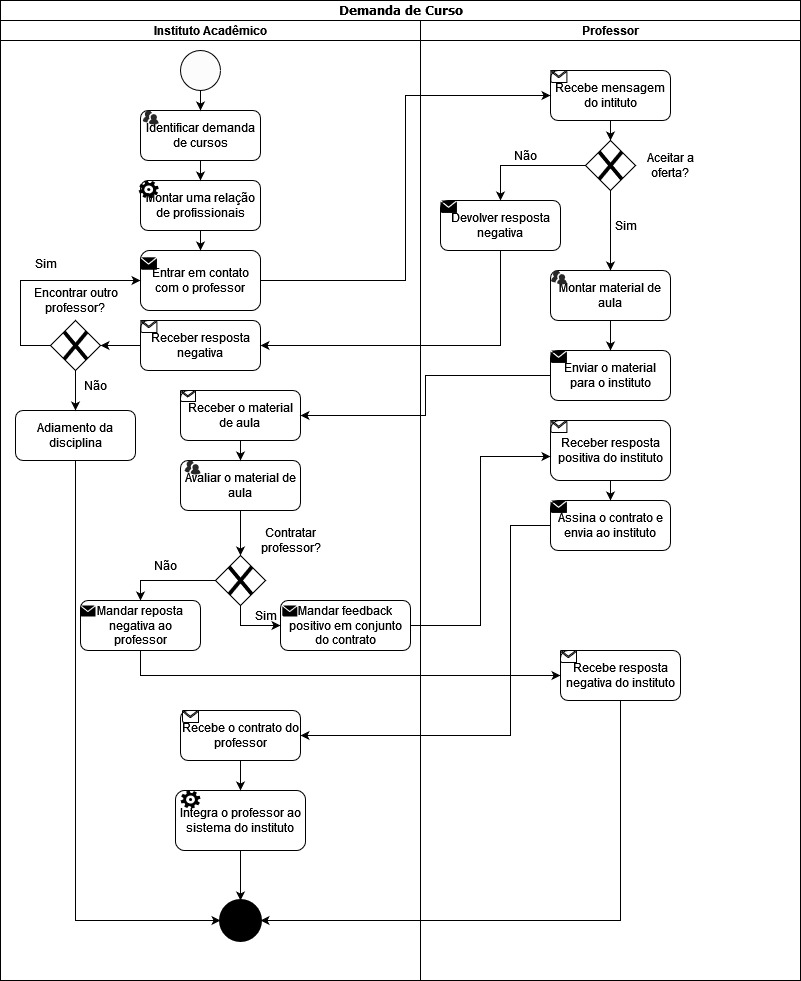 Demanda de Curso
Instituto Acadêmico
Professor
Identificar demanda
de cursos
Montar uma relação
de profissionais
Entrar em contato
com o professor
Sim
Encontrar outro
professor?
Receber resposta
negativa
Não
Adiamento da
disciplina
Recebe mensagem
do intituto
Aceitar a
oferta?
Não
Devolver resposta
negativa
Sim
Montar material de
aula
Enviar o material
para o instituto
Receber o material
de aula
Avaliar o material de
aula
Contratar
professor?
Não
Mandar reposta
negativa ao
professor
Sim
Mandar feedback
positivo em conjunto
do contrato
Receber resposta
positiva do instituto
Assina o contrato e
envia ao instituto
Recebe resposta
negativa do instituto
Recebe o contrato do
professor
Integra o professor ao
sistema do instituto